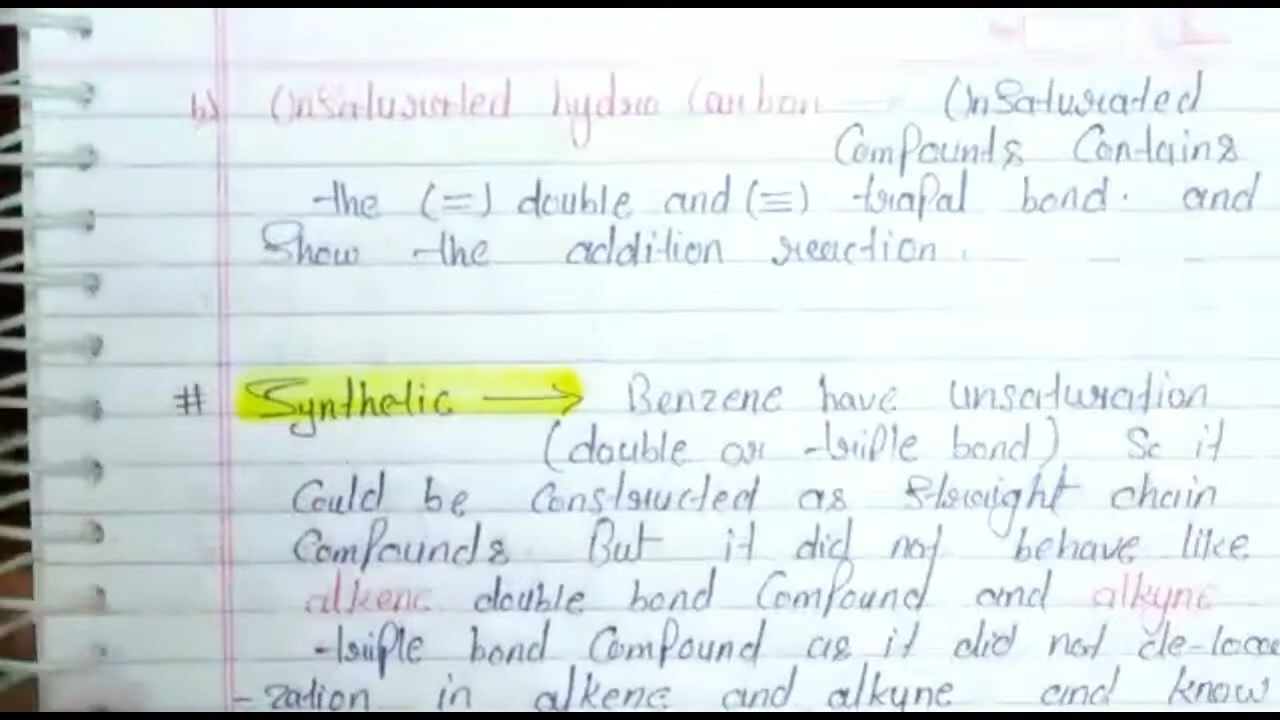 b) Unsaturated hydro Carbon — Unsaturated
Compounds Contains
the (=) double and (≡) trapal bond. and
Show the addition reaction.
# Synthetic → Benzene have unsaturation
(double or triple bond) So it
Could be constructed as straight chain
Compounds But it did not behave like
alkene double bond Compound and alkyne
triple bond Compound as it did not de-loca
-zation in alkene and alkyne and know